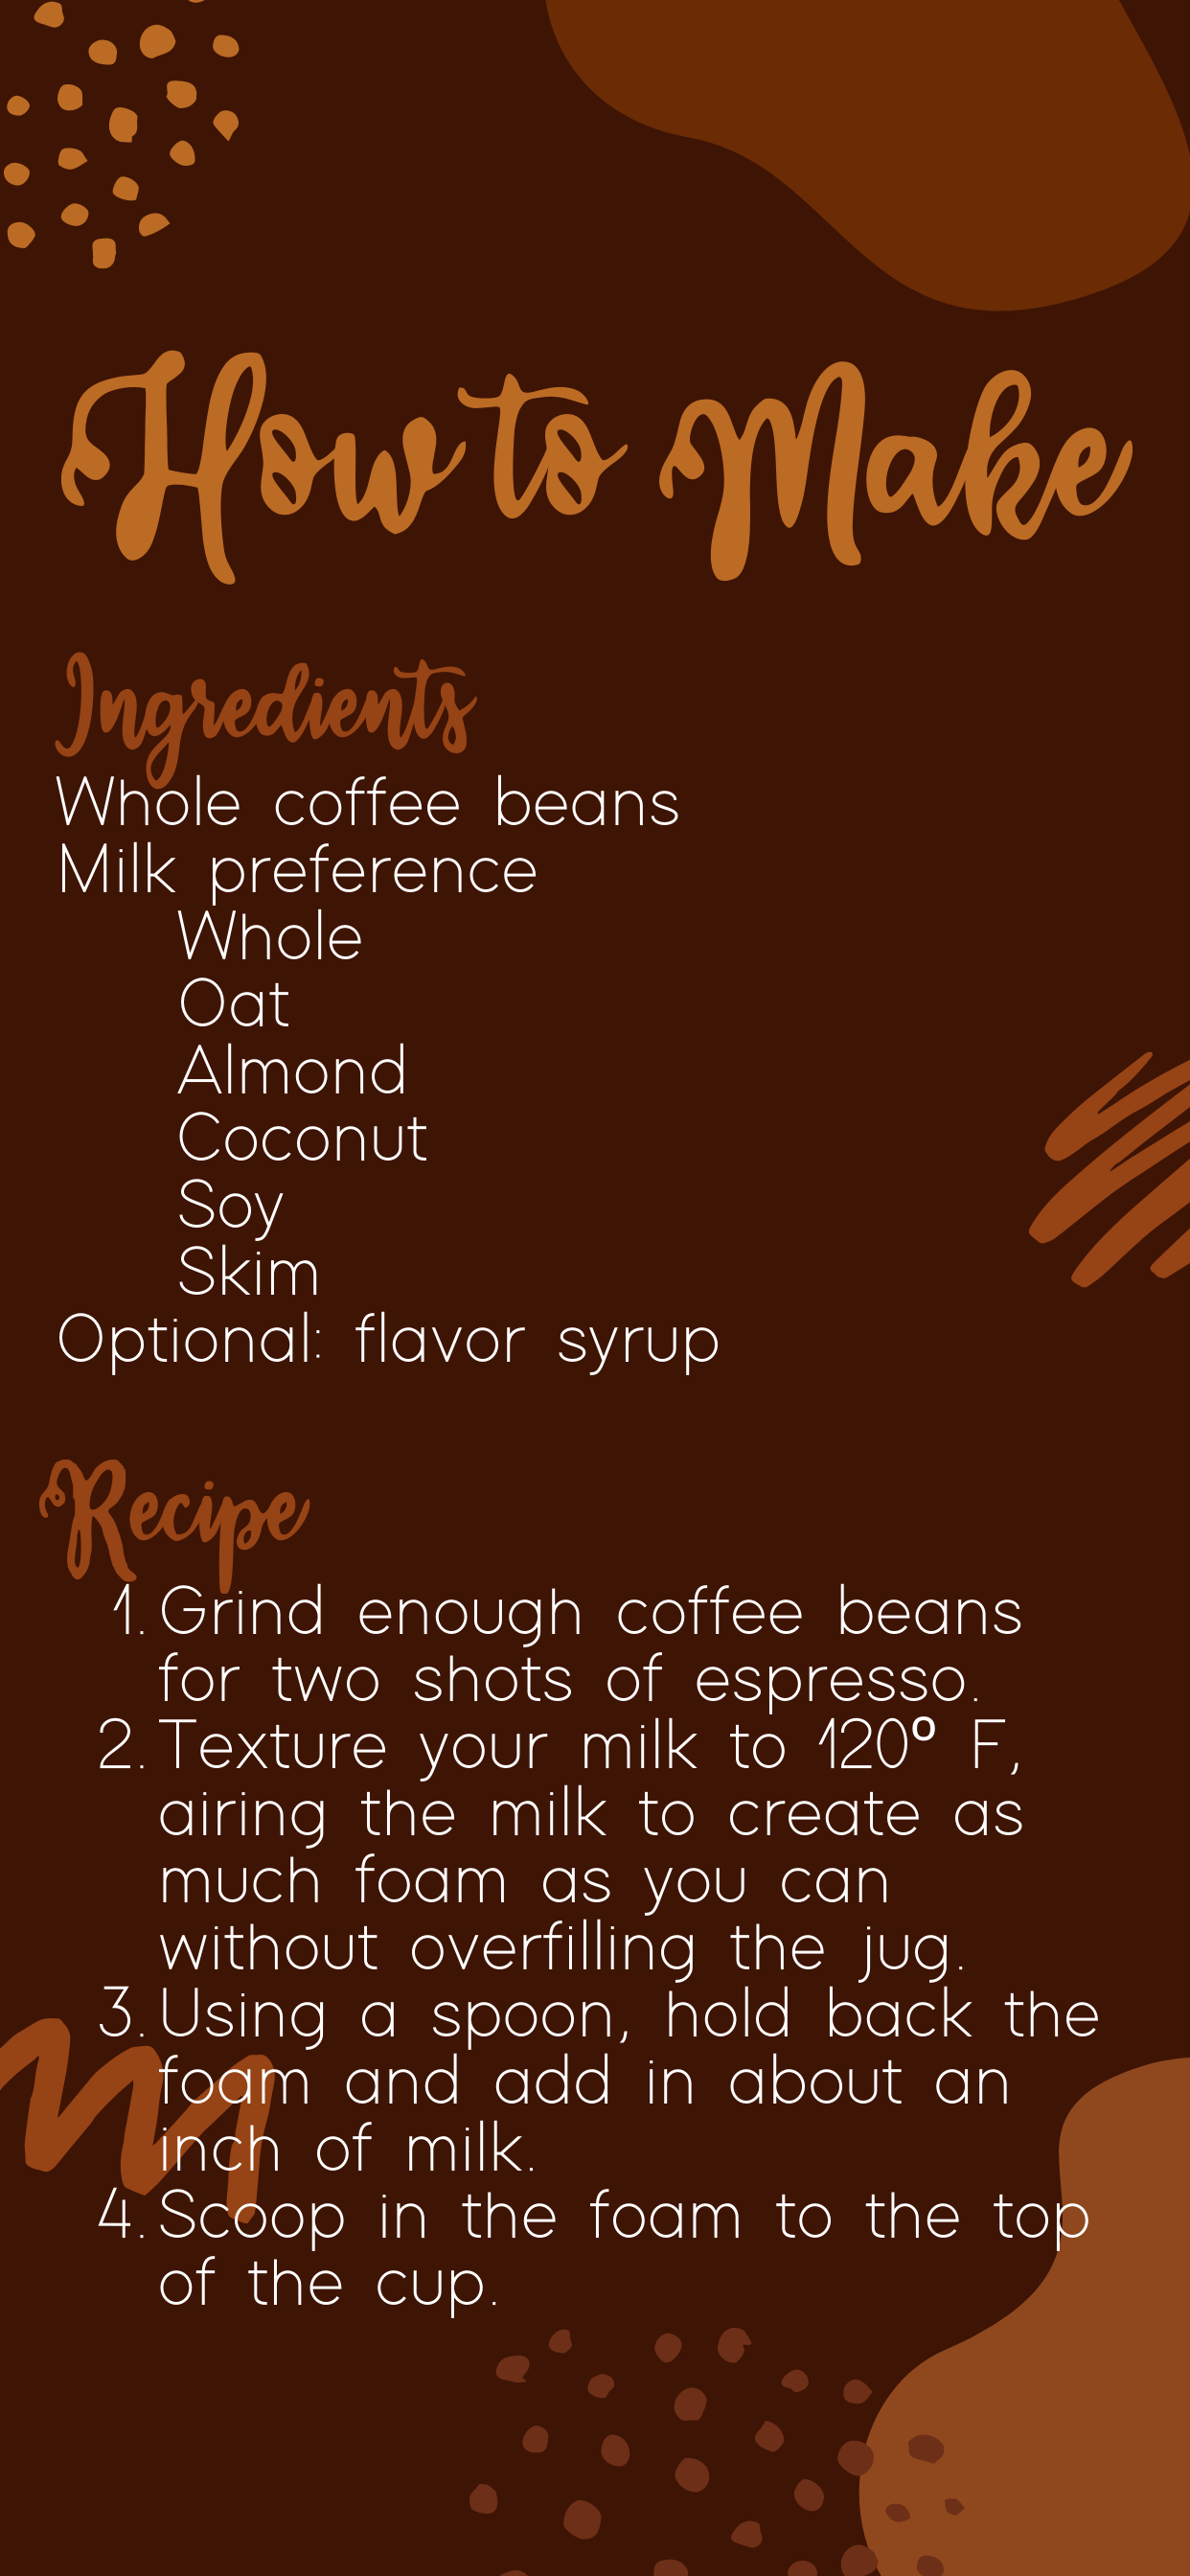 How to Make
Ingredients
Whole coffee beans
Milk preference
Whole
Oat
Almond
Coconut
Soy
Skim
Optional: flavor syrup
Recipe
1. Grind enough coffee beans
for two shots of espresso.
2. Texture your milk to 120º F,
airing the milk to create as
much foam as you can
without overfilling the jug.
3. Using a spoon, hold back the
foam and add in about an
inch of milk.
4. Scoop in the foam to the top
of the cup.